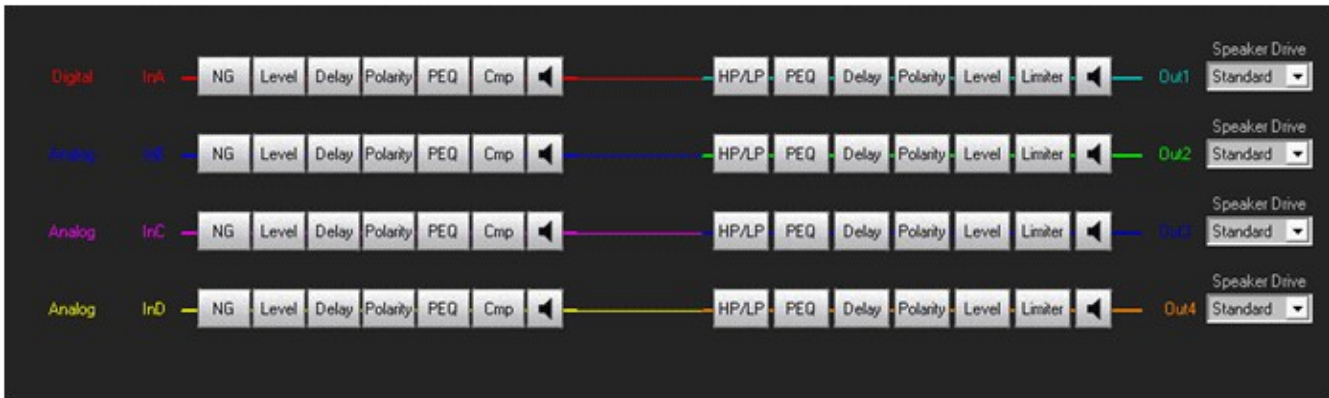 Speaker Drive
Digital InA NG Level Delay Polarity PEQ Cmp HP/LP PEQ Delay Polarity Level Limiter Out1 Standard
Speaker Drive
Analog InB NG Level Delay Polarity PEQ Cmp HP/LP PEQ Delay Polarity Level Limiter Out2 Standard
Speaker Drive
Analog InC NG Level Delay Polarity PEQ Cmp HP/LP PEQ Delay Polarity Level Limiter Out3 Standard
Speaker Drive
Analog InD NG Level Delay Polarity PEQ Cmp HP/LP PEQ Delay Polarity Level Limiter Out4 Standard